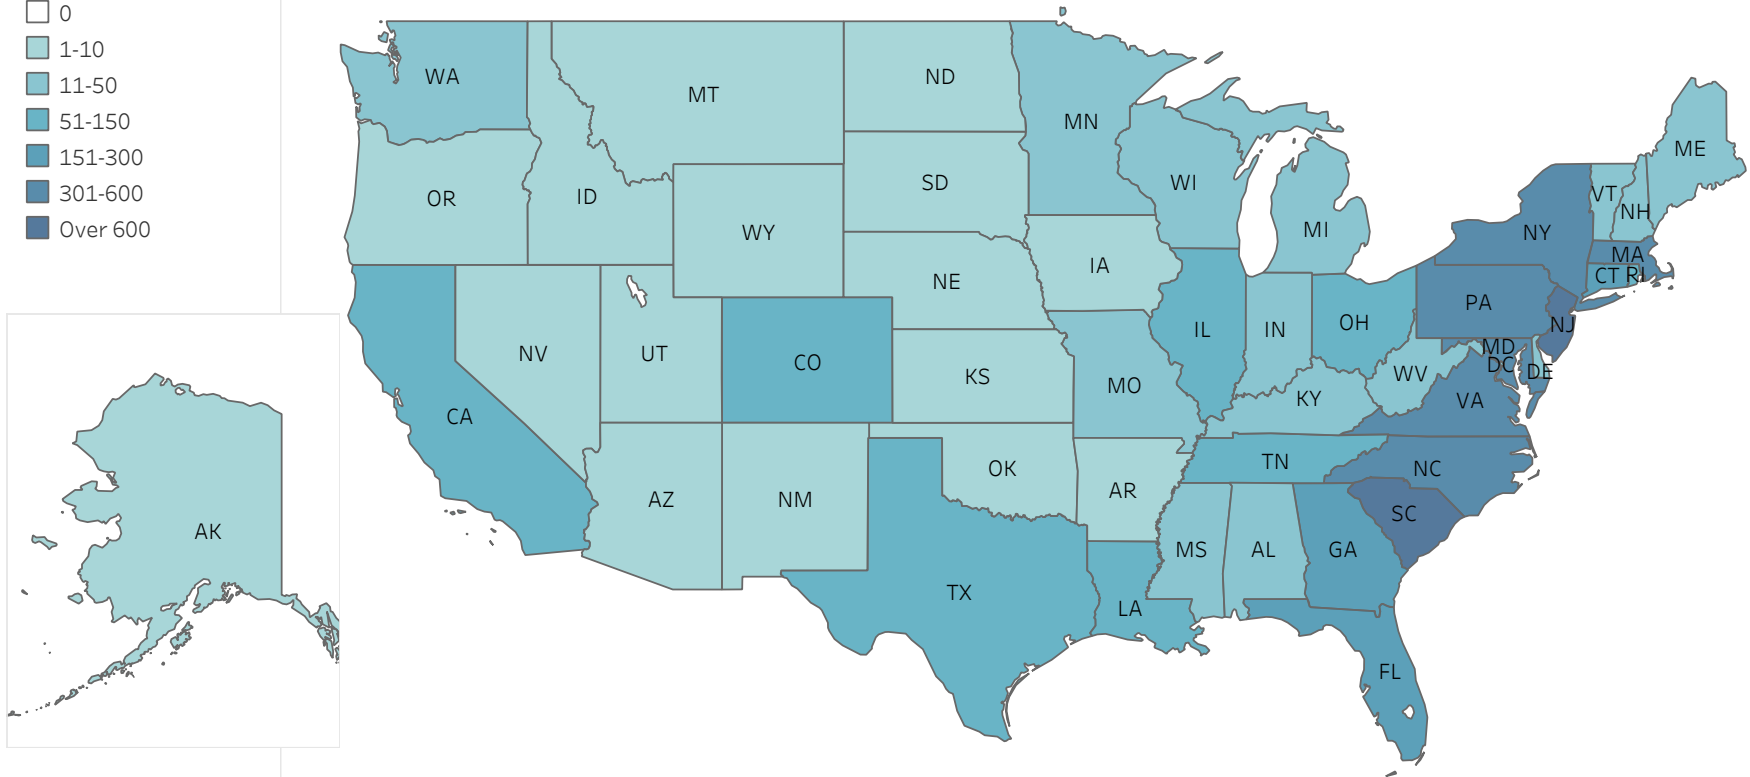 0
1-10
11-50
51-150
151-300
301-600
Over 600
WA
MT
ND
MN
ME
OR
ID
SD
WI
VT
NH
WY
MI
NY
MA
IA
CT RI
NE
PA
NV
UT
CO
IL
IN
OH
NJ
MD
DC
DE
KS
MO
WV
KY
VA
CA
TN
NC
AZ
NM
OK
AR
SC
AK
MS
AL
GA
TX
LA
FL